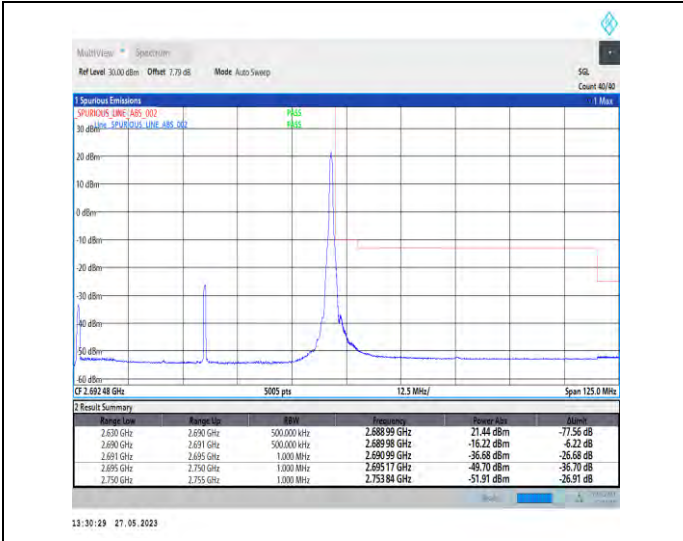 MultiView Spectrum
Ref Level 30.00 dBm Offset 7.79 dB Mode Auto Sweep SGL
Count 40/40
1 Spurious Emissions 1 Max
_SPURIOUS_LINE_ABS_002 PASS
Line _SPURIOUS_LINE_ABS_002 PASS
30 dBm
20 dBm
10 dBm
0 dBm
-10 dBm
-20 dBm
-30 dBm
-40 dBm
-50 dBm
-60 dBm
CF 2.692 48 GHz 5005 pts 12.5 MHz/ Span 125.0 MHz
2 Result Summary
Range Low Range Up RBW Frequency Power Abs ΔLimit
2.630 GHz 2.690 GHz 500.000 kHz 2.688 99 GHz 21.44 dBm -77.56 dB
2.690 GHz 2.691 GHz 500.000 kHz 2.689 98 GHz -16.22 dBm -6.22 dB
2.691 GHz 2.695 GHz 1.000 MHz 2.690 99 GHz -36.68 dBm -26.68 dB
2.695 GHz 2.750 GHz 1.000 MHz 2.695 17 GHz -49.70 dBm -36.70 dB
2.750 GHz 2.755 GHz 1.000 MHz 2.753 84 GHz -51.91 dBm -26.91 dB
13:30:29 27.05.2023